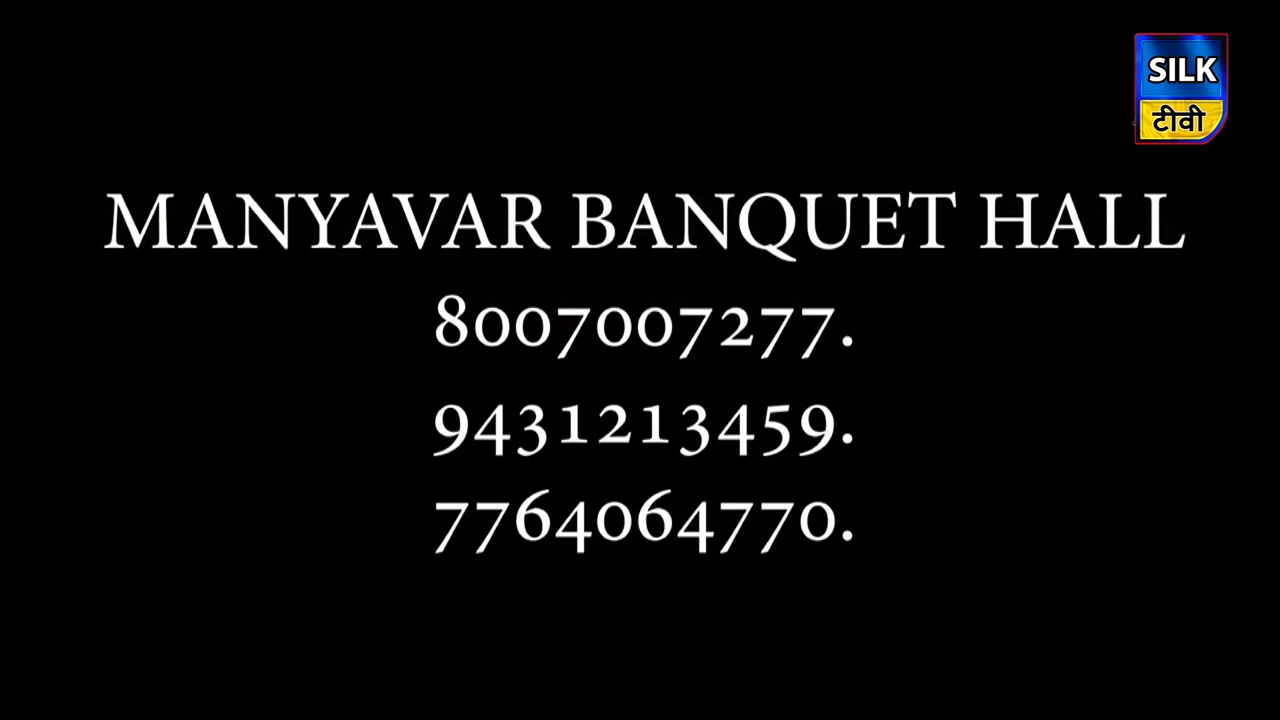 SILK
टीवी
MANYAVAR BANQUET HALL
8007007277.
9431213459.
7764064770.